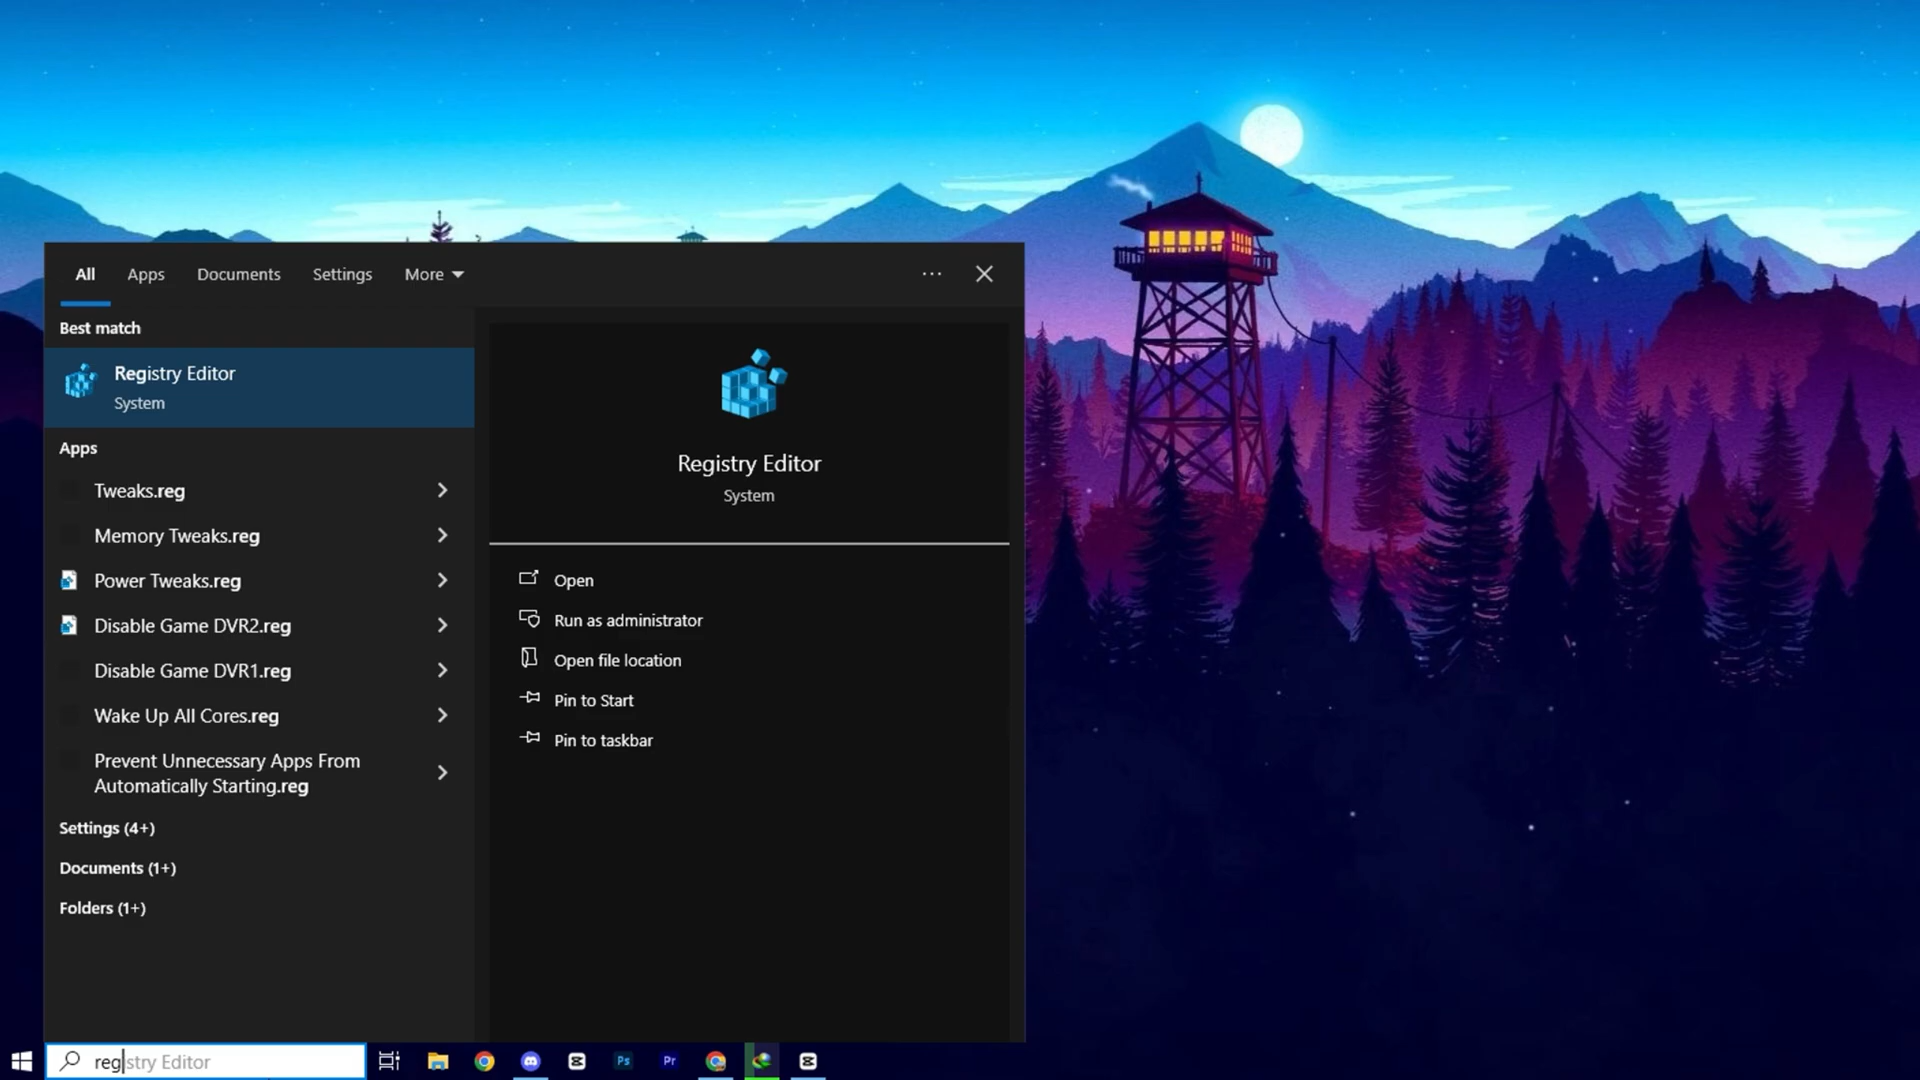 All Apps Documents Settings More
Best match
Registry Editor
System
Apps
Tweaks.reg
Memory Tweaks.reg
Power Tweaks.reg
Disable Game DVR2.reg
Disable Game DVR1.reg
Wake Up All Cores.reg
Prevent Unnecessary Apps From
Automatically Starting.reg
Settings (4+)
Documents (1+)
Folders (1+)
Registry Editor
System
Open
Run as administrator
Open file location
Pin to Start
Pin to taskbar
registry Editor
Ps
Pr